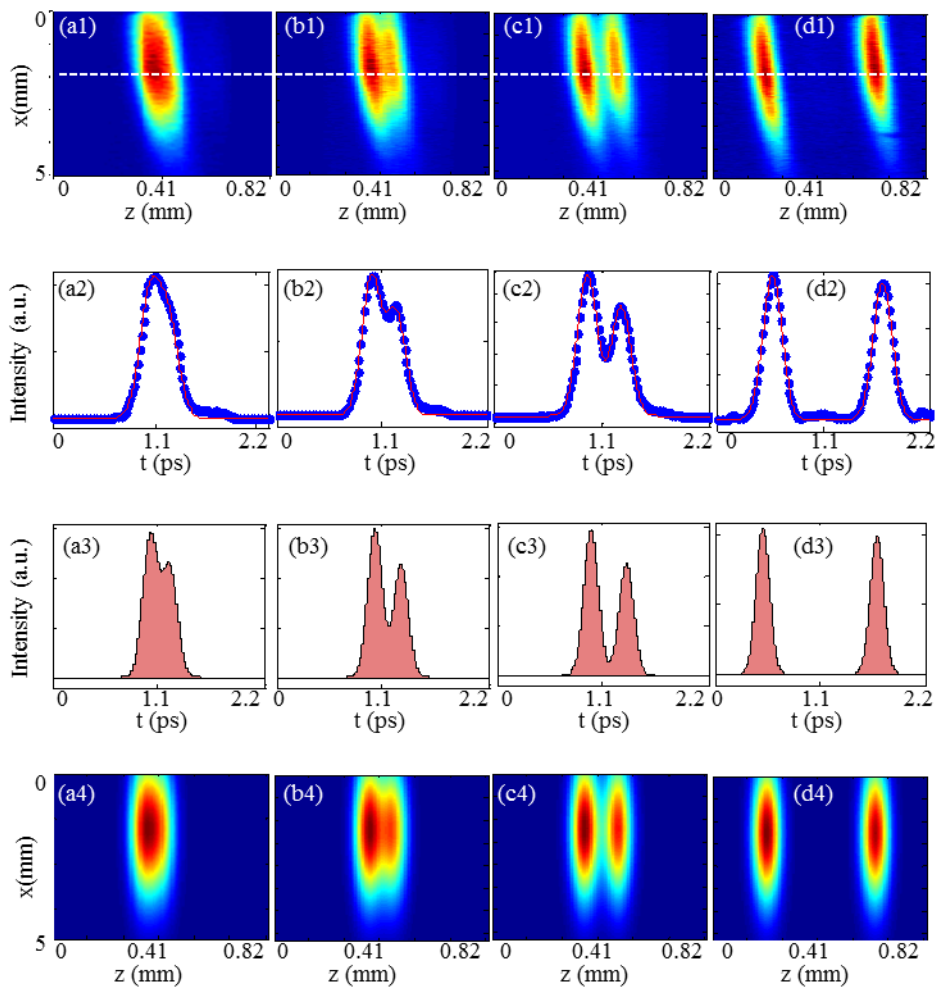 0 (a1) (b1) (c1) (d1)
x(mm)
5
0 0.41 0.82 0 0.41 0.82 0 0.41 0.82 0 0.41 0.82
z (mm) z (mm) z (mm) z (mm)
(a2) (b2) (c2) (d2)
Intensity (a.u.)
0 1.1 2.2 0 1.1 2.2 0 1.1 2.2 0 1.1 2.2
t (ps) t (ps) t (ps) t (ps)
(a3) (b3) (c3) (d3)
Intensity (a.u.)
0 1.1 2.2 0 1.1 2.2 0 1.1 2.2 0 1.1 2.2
t (ps) t (ps) t (ps) t (ps)
0 (a4) (b4) (c4) (d4)
x(mm)
5
0 0.41 0.82 0 0.41 0.82 0 0.41 0.82 0 0.41 0.82
z (mm) z (mm) z (mm) z (mm)